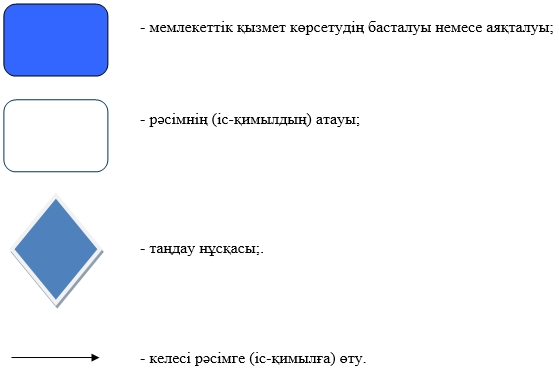 - мемлекеттік қызмет көрсетудің басталуы немесе аяқталуы;
- рәсімнің (іс-қимылдың) атауы;
- таңдау нұсқасы;.
- келесі рәсімге (іс-қимылға) өту.